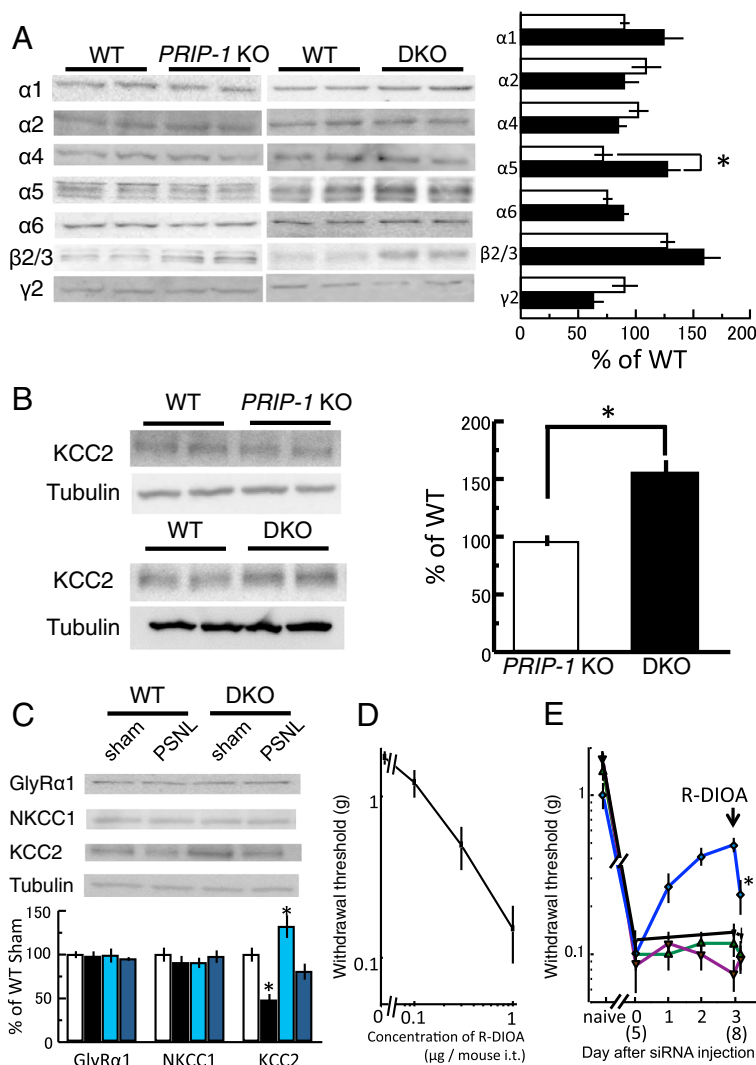 A
WT PRIP-1 KO WT DKO
α1
α2
α4
α5
α6
β2/3
γ2
α1
α2
α4
α5
*
α6
β2/3
γ2
0 50 100 150 200
% of WT
B
WT PRIP-1 KO
KCC2
Tubulin
WT DKO
KCC2
Tubulin
% of WT
200
150
100
50
0
*
PRIP-1 KO DKO
C
WT DKO
sham PSNL sham PSNL
GlyRα1
NKCC1
KCC2
Tubulin
% of WT Sham
150
100
50
0
* *
GlyRα1 NKCC1 KCC2
D
Withdrawal threshold (g)
1
0.1
0 0.1 1
Concentration of R-DIOA
(μg / mouse i.t.)
E
R-DIOA
Withdrawal threshold (g)
1
0.1
*
naive 0 1 2 3
(5) (8)
Day after siRNA injection